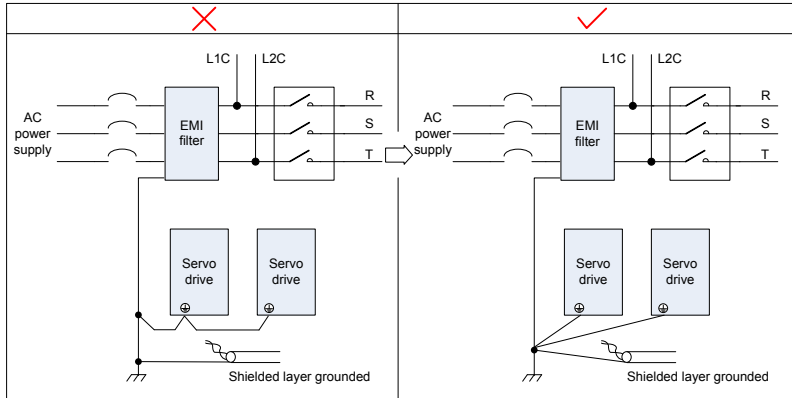 L1C
L2C
R
S
T
AC
power
supply
EMI
filter
Servo
drive
Servo
drive
Shielded layer grounded
L1C
L2C
R
S
T
AC
power
supply
EMI
filter
Servo
drive
Servo
drive
Shielded layer grounded